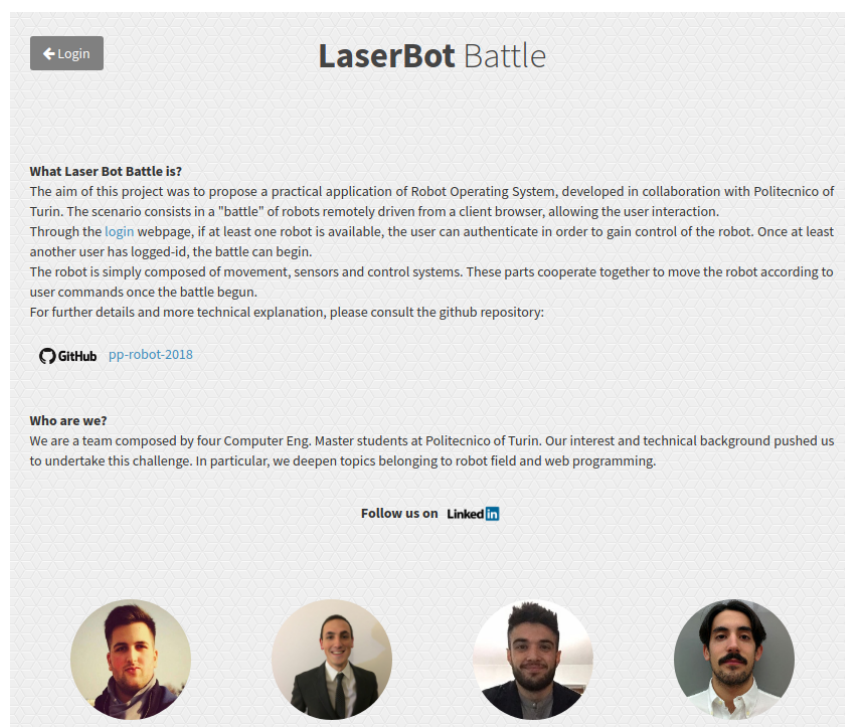 Login
LaserBot Battle
What Laser Bot Battle is?
The aim of this project was to propose a practical application of Robot Operating System, developed in collaboration with Politecnico of
Turin. The scenario consists in a "battle" of robots remotely driven from a client browser, allowing the user interaction.
Through the login webpage, if at least one robot is available, the user can authenticate in order to gain control of the robot. Once at least
another user has logged-id, the battle can begin.
The robot is simply composed of movement, sensors and control systems. These parts cooperate together to move the robot according to
user commands once the battle begun.
For further details and more technical explanation, please consult the github repository:
GitHub pp-robot-2018
Who are we?
We are a team composed by four Computer Eng. Master students at Politecnico of Turin. Our interest and technical background pushed us
to undertake this challenge. In particular, we deepen topics belonging to robot field and web programming.
Follow us on Linked in